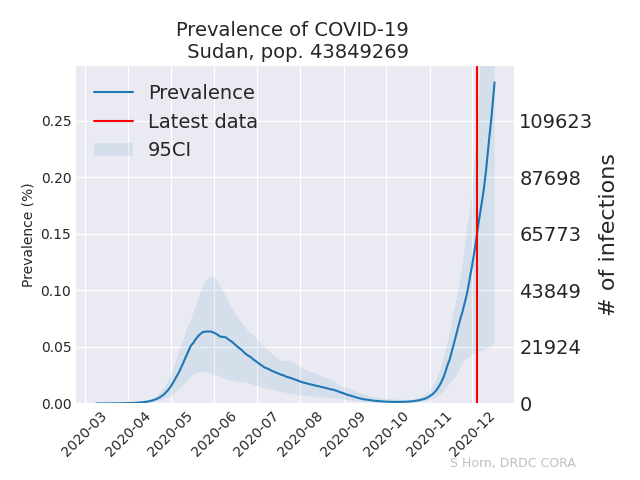 Prevalence of COVID-19
Sudan, pop. 43849269
Prevalence
Latest data
95CI
Prevalence (%)
0.25
0.20
0.15
0.10
0.05
0.00
109623
87698
65773
43849
21924
0
# of infections
2020-03
2020-04
2020-05
2020-06
2020-07
2020-08
2020-09
2020-10
2020-11
2020-12
S Horn, DRDC CORA